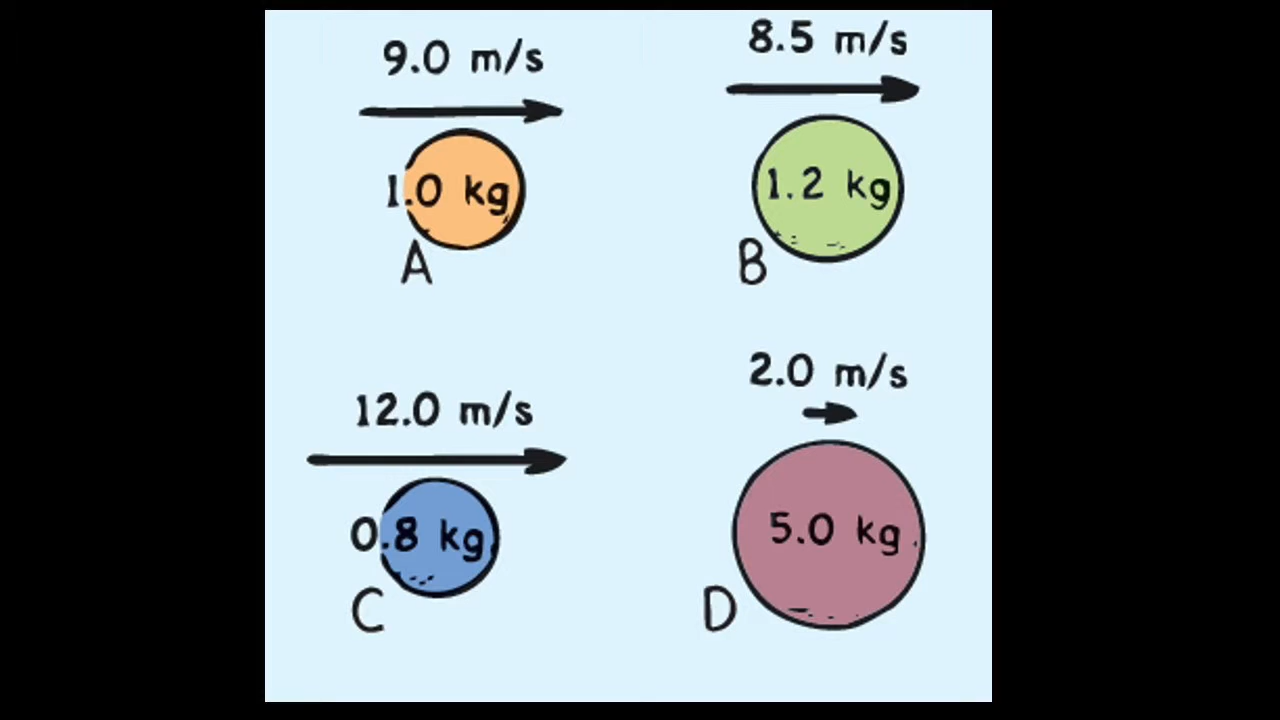 9.0 m/s
1.0 kg
A
8.5 m/s
1.2 kg
B
12.0 m/s
0.8 kg
C
2.0 m/s
5.0 kg
D